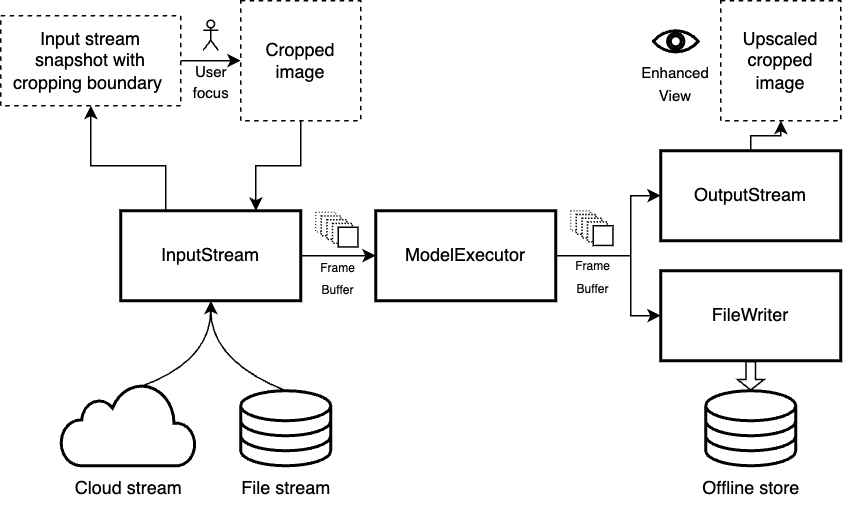 Input stream
snapshot with
cropping boundary
User
focus
Cropped
image
Enhanced
View
Upscaled
cropped
image
InputStream
Frame
Buffer
ModelExecutor
Frame
Buffer
OutputStream
FileWriter
Cloud stream
File stream
Offline store